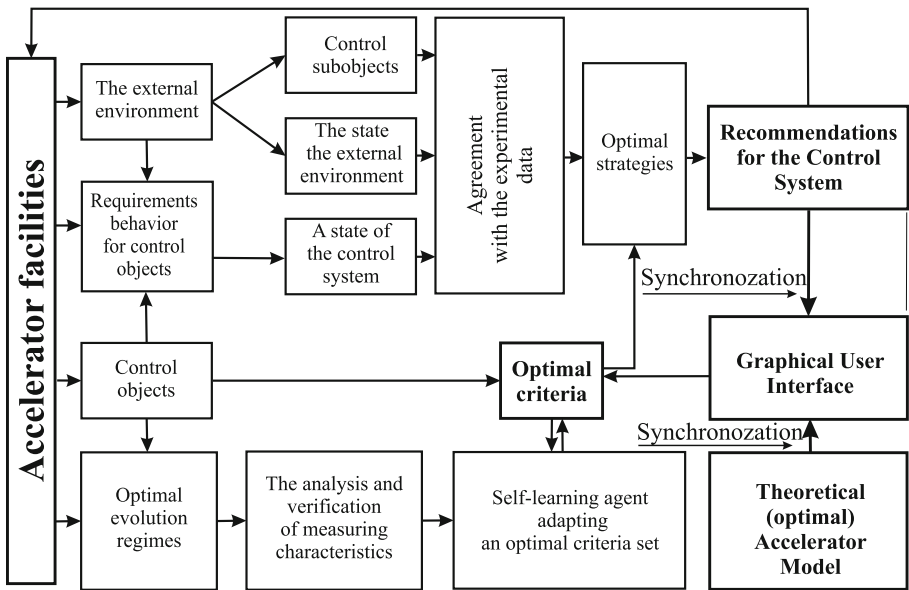 Accelerator facilities
The external
environment
Requirements
behavior
for control
objects
Control
objects
Optimal
evolution
regimes
Control
subobjects
The state
the external
environment
A state of the
control
system
The analysis and
verification
of measuring
characteristics
Agreement
with the experimental
data
Optimal
strategies
Optimal
criteria
Self-learning agent
adapting
an optimal criteria set
Recommendations
for the Control
System
Synchronozation
Graphical User
Interface
Synchronozation
Theoretical
(optimal)
Accelerator
Model